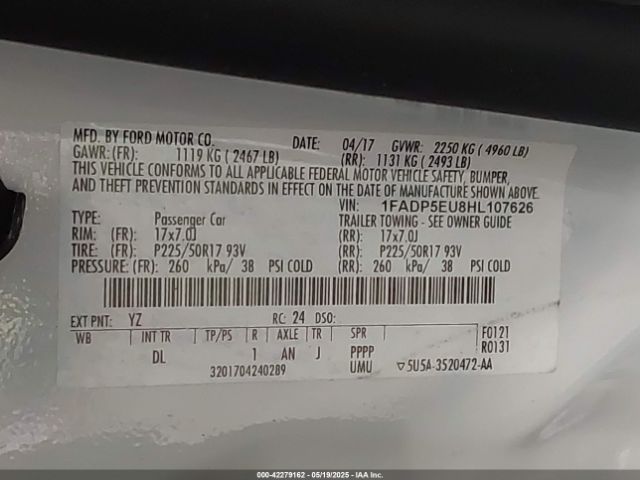 MFD. BY FORD MOTOR CO. DATE: 04/17 GVWR: 2250 KG ( 4960 LB)
GAWR:(FR): 1119 KG ( 2467 LB) (RR): 1131 KG ( 2493 LB)
THIS VEHICLE CONFORMS TO ALL APPLICABLE FEDERAL MOTOR VEHICLE SAFETY, BUMPER,
AND THEFT PREVENTION STANDARDS IN EFFECT ON THE DATE OF MANUFACTURE SHOWN ABOVE.
VIN: 1FADP5EU8HL107626
TYPE: Passenger Car TRAILER TOWING - SEE OWNER GUIDE
RIM: (FR): 17x7.0J (RR): 17x7.0J
TIRE: (FR): P225/50R17 93V (RR): P225/50R17 93V
PRESSURE: (FR): 260 kPa/ 38 PSI COLD (RR): 260 kPa/ 38 PSI COLD
EXT PNT: YZ RC: 24 DSO: F0121
WB INT TR TP/PS R AXLE TR SPR R0131
DL 1 AN J PPPP
3201704240289 UMU ▽5U5A-3520472-AA
000-42279162 - 05/19/2025 - IAA Inc.